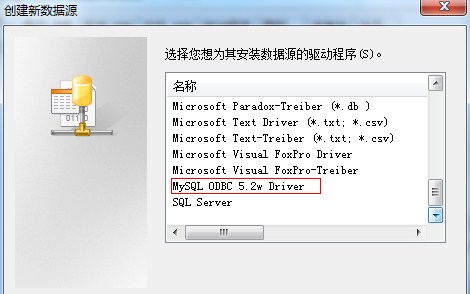 创建新数据源
选择您想为其安装数据源的驱动程序(S)。
名称
Microsoft Paradox-Treiber (*.db )
Microsoft Text Driver (*.txt; *.csv)
Microsoft Text-Treiber (*.txt; *.csv)
Microsoft Visual FoxPro Driver
Microsoft Visual FoxPro-Treiber
MySQL ODBC 5.2w Driver
SQL Server